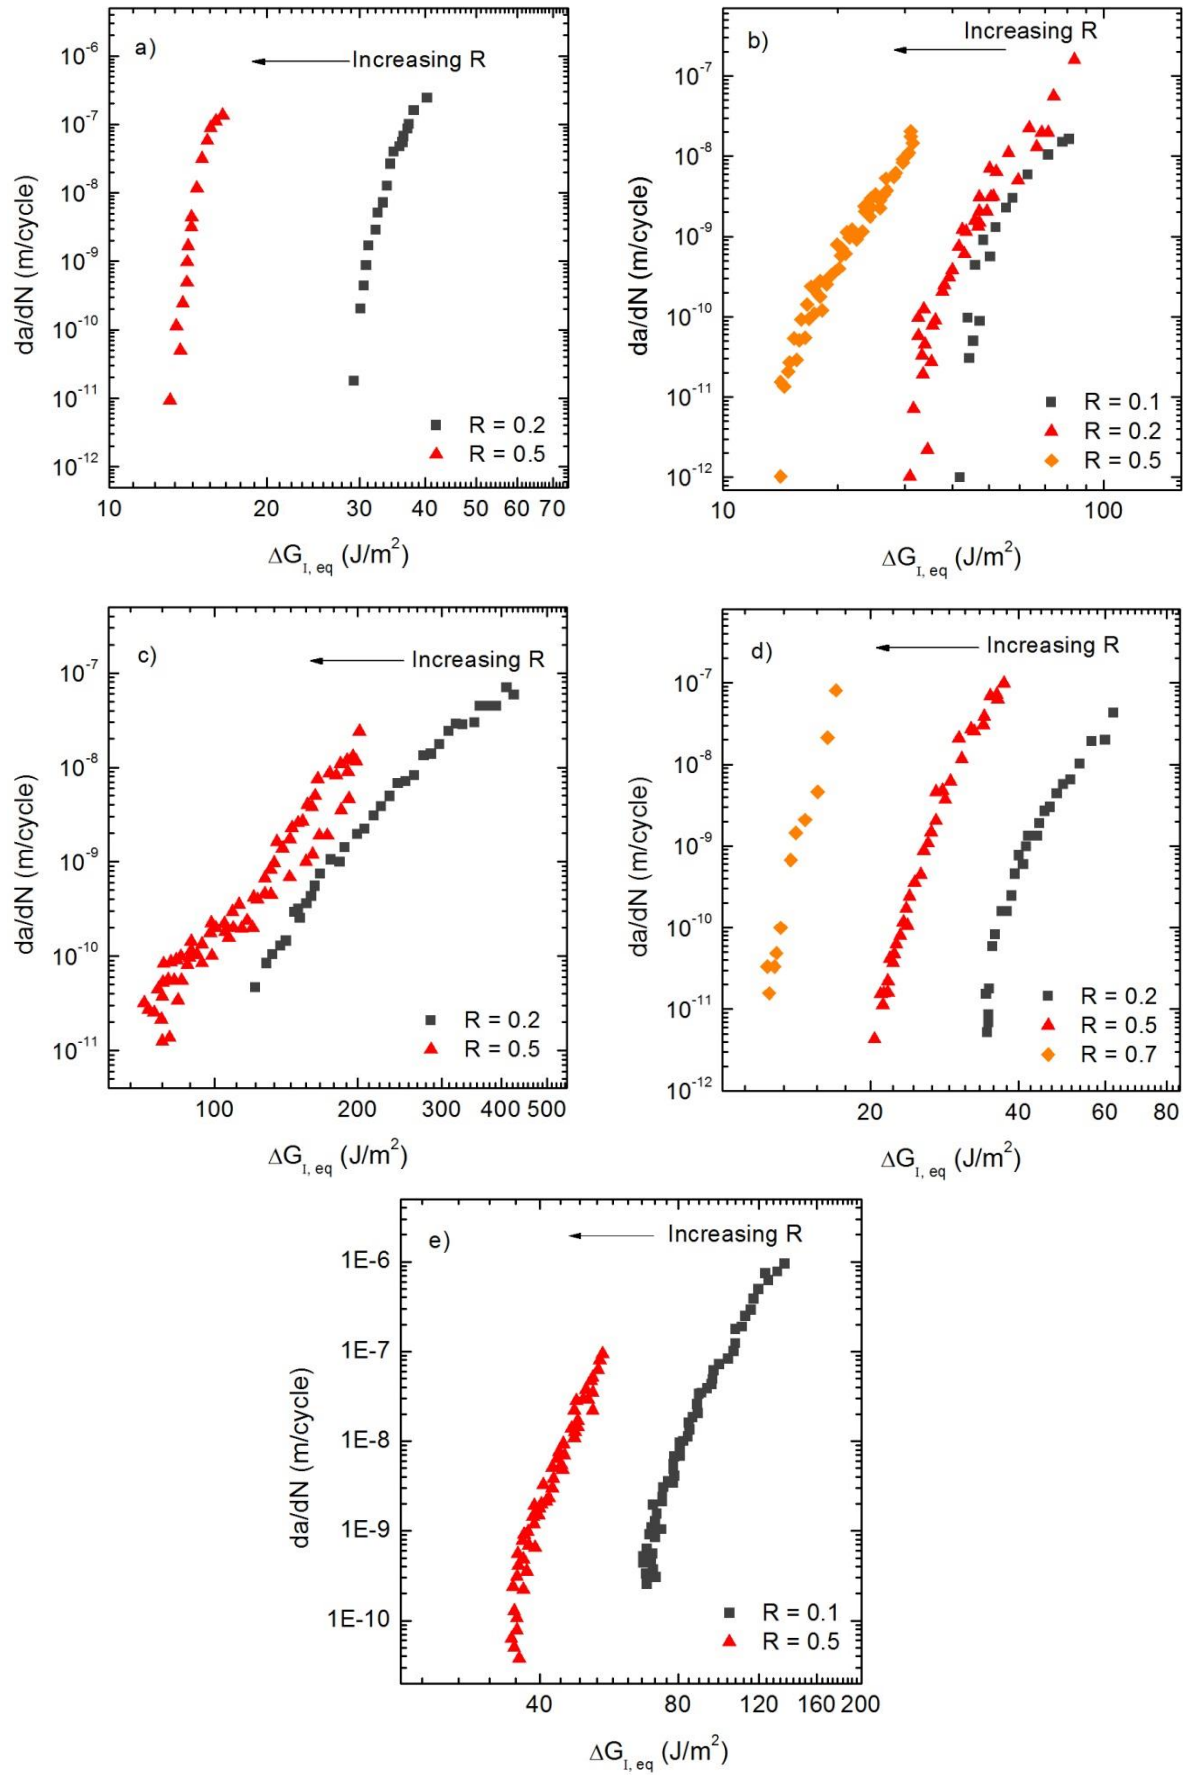 a)
Increasing R
10⁻⁶
10⁻⁷
10⁻⁸
10⁻⁹
10⁻¹⁰
10⁻¹¹
10⁻¹²
da/dN (m/cycle)
R = 0.2
R = 0.5
10 20 30 40 50 60 70
ΔG_I, eq (J/m²)
b)
Increasing R
10⁻⁷
10⁻⁸
10⁻⁹
10⁻¹⁰
10⁻¹¹
10⁻¹²
da/dN (m/cycle)
R = 0.1
R = 0.2
R = 0.5
10 100
ΔG_I, eq (J/m²)
c)
Increasing R
10⁻⁷
10⁻⁸
10⁻⁹
10⁻¹⁰
10⁻¹¹
da/dN (m/cycle)
R = 0.2
R = 0.5
100 200 300 400 500
ΔG_I, eq (J/m²)
d)
Increasing R
10⁻⁷
10⁻⁸
10⁻⁹
10⁻¹⁰
10⁻¹¹
10⁻¹²
da/dN (m/cycle)
R = 0.2
R = 0.5
R = 0.7
20 40 60 80
ΔG_I, eq (J/m²)
e)
Increasing R
1E-6
1E-7
1E-8
1E-9
1E-10
da/dN (m/cycle)
R = 0.1
R = 0.5
40 80 120 160 200
ΔG_I, eq (J/m²)